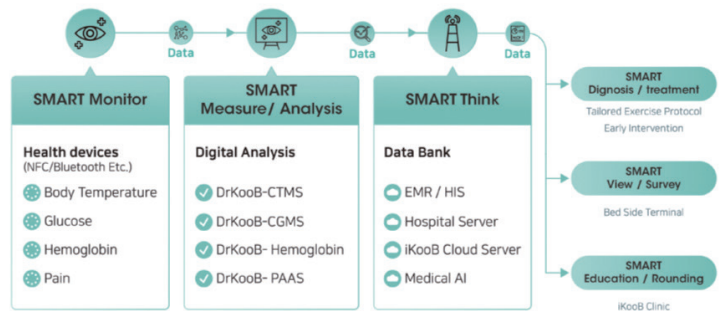 Data
Data
Data
SMART Monitor
Health devices
(NFC/Bluetooth Etc.)
Body Temperature
Glucose
Hemoglobin
Pain
SMART
Measure/ Analysis
Digital Analysis
DrKooB-CTMS
DrKooB-CGMS
DrKooB- Hemoglobin
DrKooB- PAAS
SMART Think
Data Bank
EMR / HIS
Hospital Server
iKooB Cloud Server
Medical AI
SMART
Dignosis / treatment
Tailored Exercise Protocol
Early Intervention
SMART
View / Survey
Bed Side Terminal
SMART
Education / Rounding
iKooB Clinic